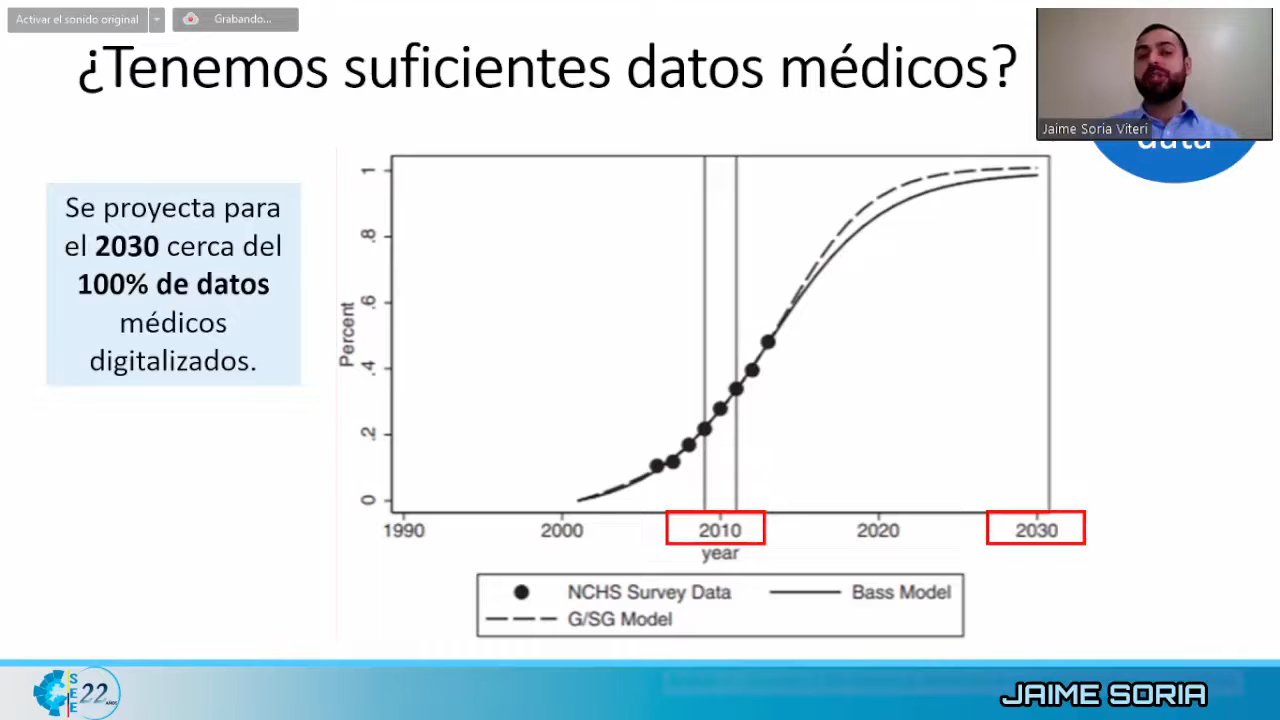 Activar el sonido original
Grabando...
¿Tenemos suficientes datos médicos?
Jaime Soria Viteri
data
Se proyecta para
el 2030 cerca del
100% de datos
médicos
digitalizados.
Percent
1
.8
.6
.4
.2
0
1990 2000 2010 2020 2030
year
NCHS Survey Data Bass Model
G/SG Model
SEE
22
AÑOS
JAIME SORIA